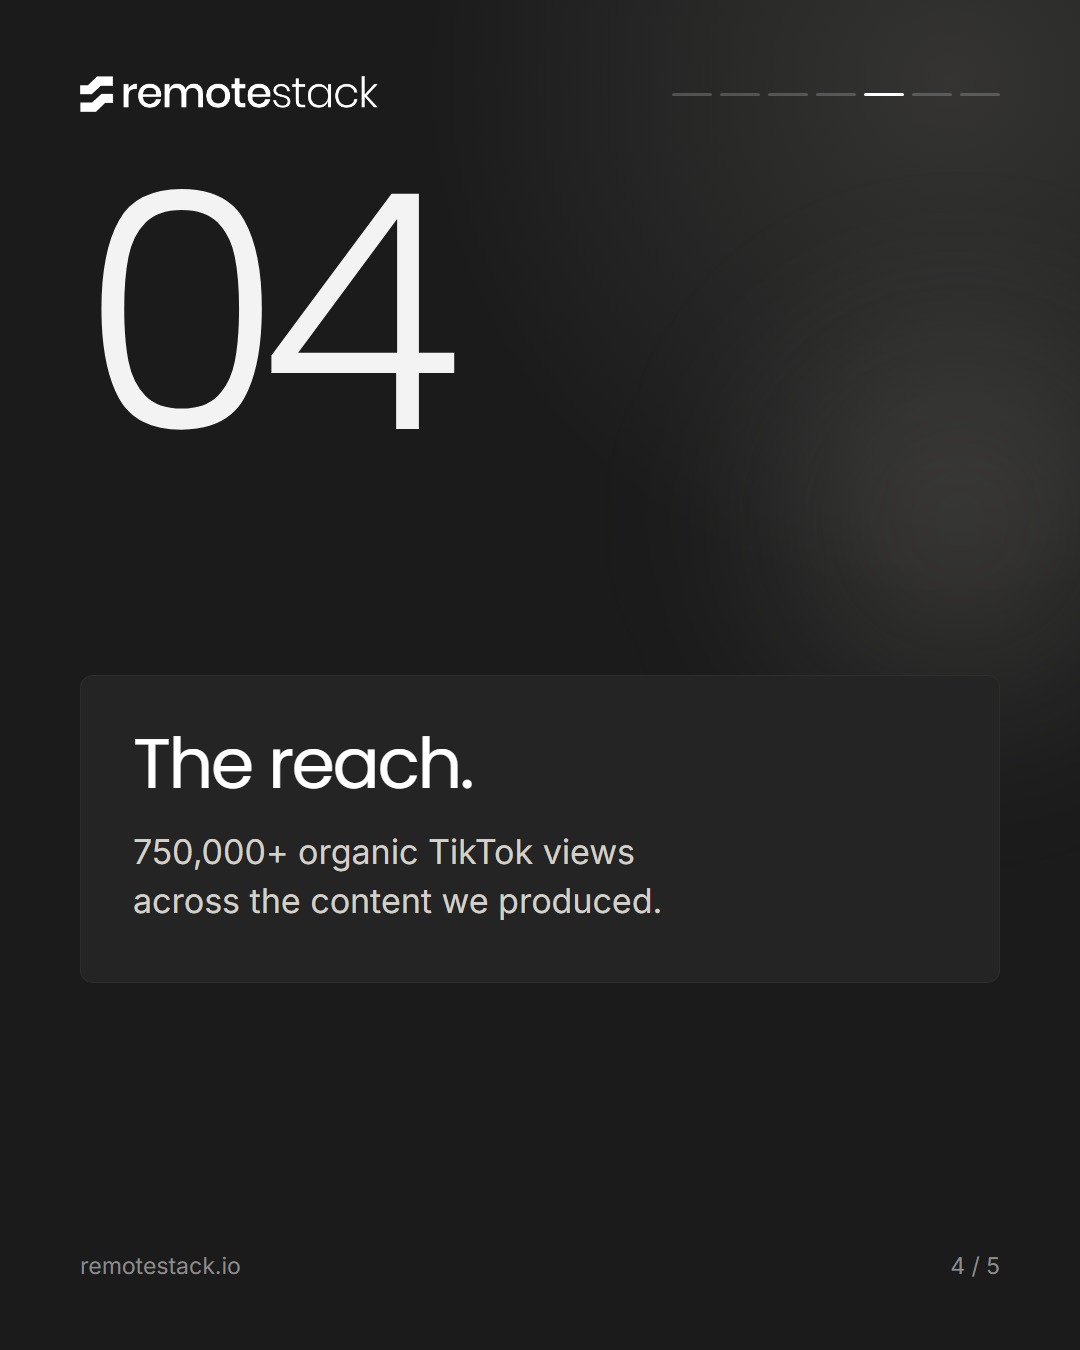 remotestack
04
The reach.
750,000+ organic TikTok views
across the content we produced.
remotestack.io
4 / 5